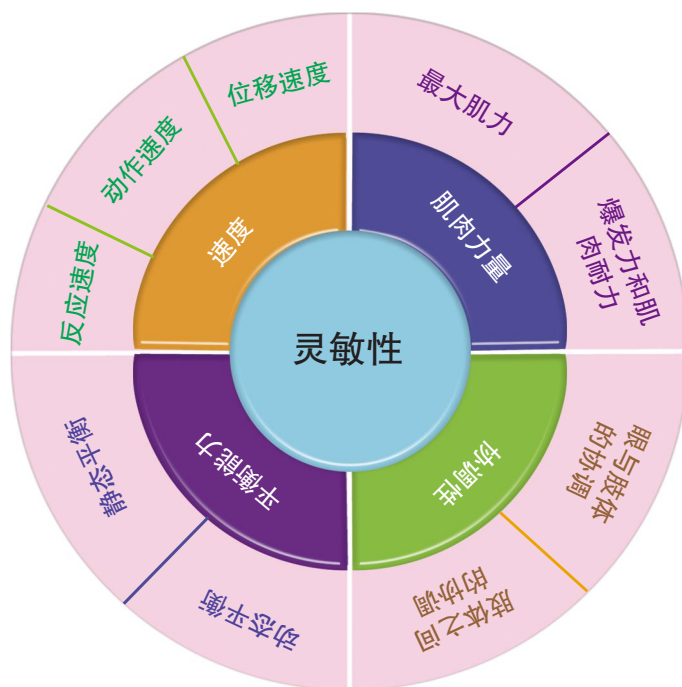 位移速度
最大肌力
动作速度
爆发力和肌
肉耐力
反应速度
速度
肌肉力量
灵敏性
平衡能力
协调性
静态平衡
眼与肢体
的协调
动态平衡
肢体之间
的协调